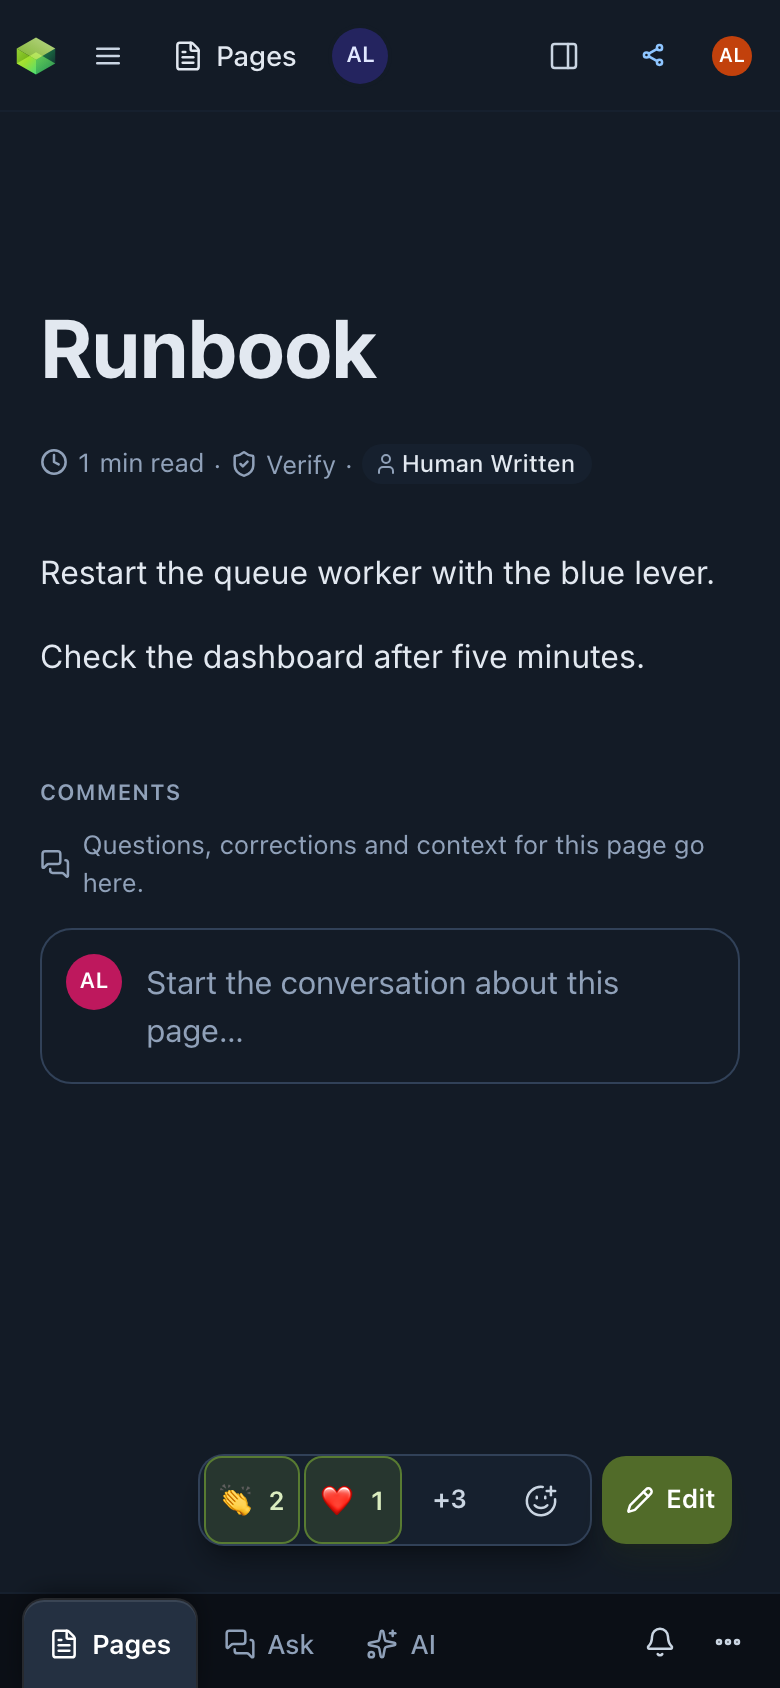 Pages AL AL
Runbook
1 min read · Verify · Human Written
Restart the queue worker with the blue lever.
Check the dashboard after five minutes.
COMMENTS
Questions, corrections and context for this page go
here.
AL Start the conversation about this
page...
👏 2 ❤️ 1 +3 Edit
Pages Ask AI